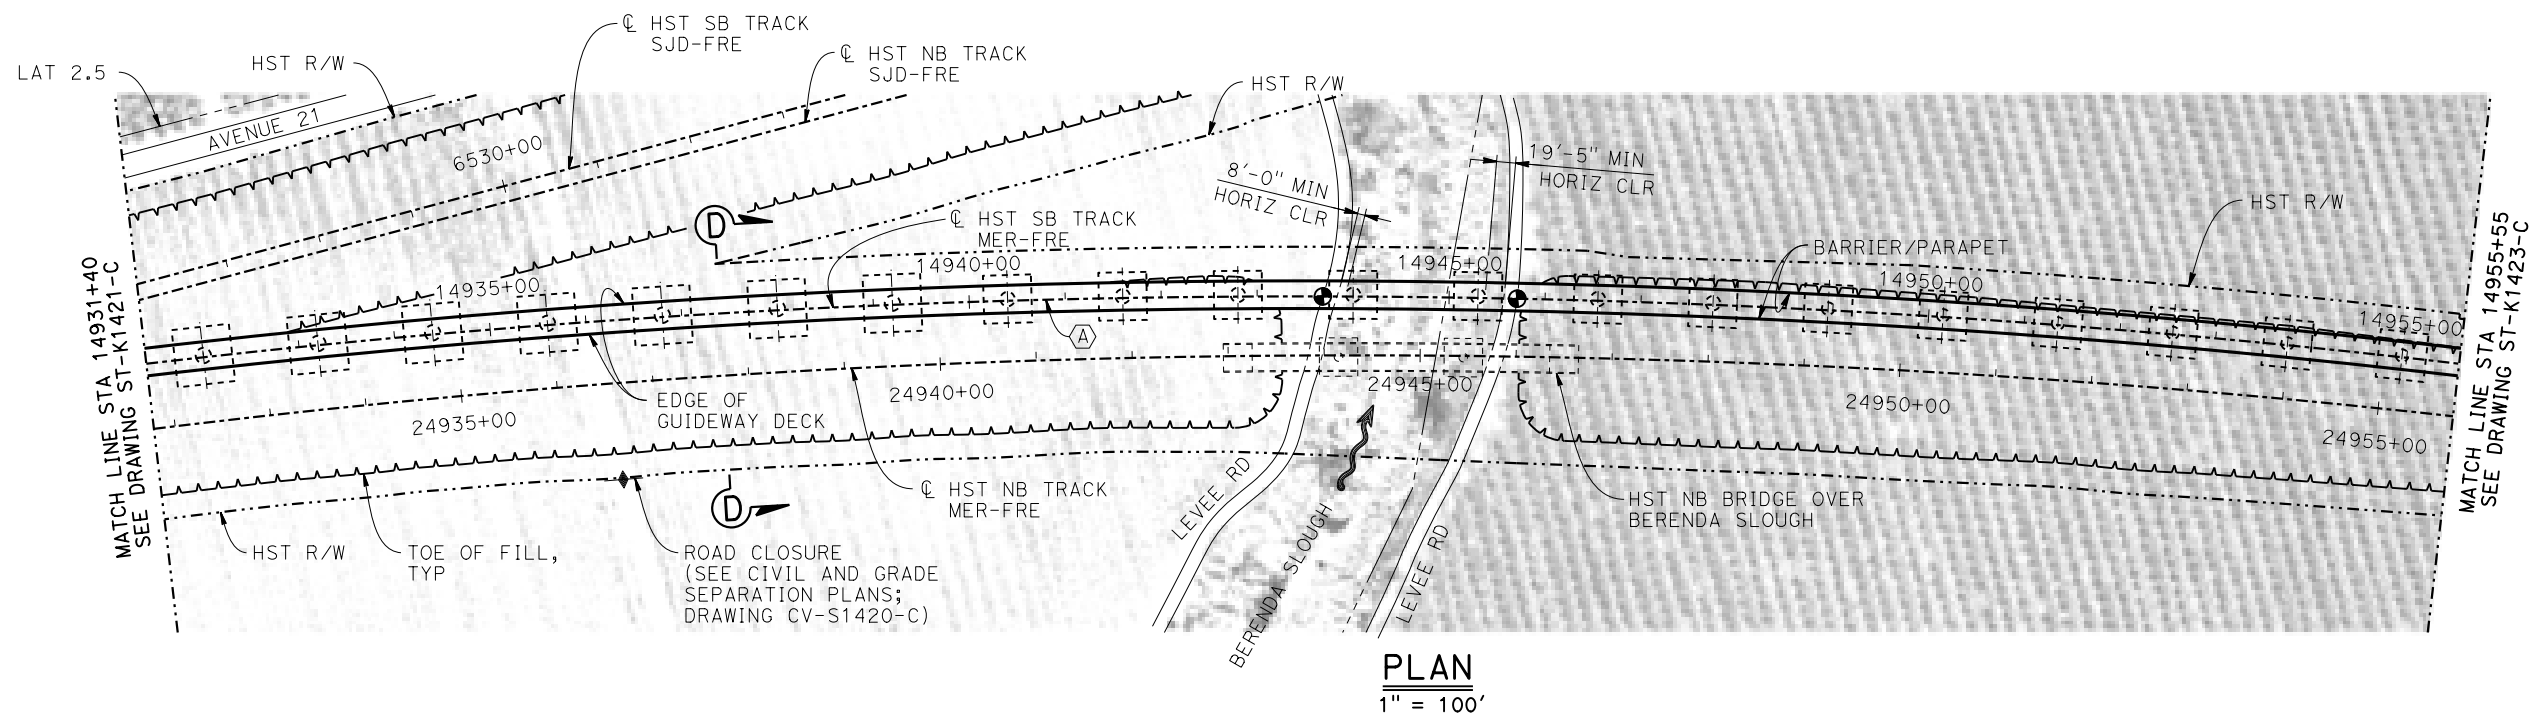 ℄ HST SB TRACK
SJD-FRE
℄ HST NB TRACK
SJD-FRE
LAT 2.5
HST R/W
HST R/W
AVENUE 21
6530+00
8'-0" MIN
HORIZ CLR
19'-5" MIN
HORIZ CLR
HST R/W
D
℄ HST SB TRACK
MER-FRE
BARRIER/PARAPET
MATCH LINE STA 14931+40
SEE DRAWING ST-K1421-C
14935+00
14940+00
14945+00
14950+00
14955+00
MATCH LINE STA 14955+55
SEE DRAWING ST-K1423-C
A
24935+00
24940+00
24945+00
24950+00
24955+00
EDGE OF
GUIDEWAY DECK
℄ HST NB TRACK
MER-FRE
D
HST R/W
TOE OF FILL,
TYP
ROAD CLOSURE
(SEE CIVIL AND GRADE
SEPARATION PLANS;
DRAWING CV-S1420-C)
LEVEE RD
BERENDA SLOUGH
LEVEE RD
HST NB BRIDGE OVER
BERENDA SLOUGH
PLAN
1" = 100'